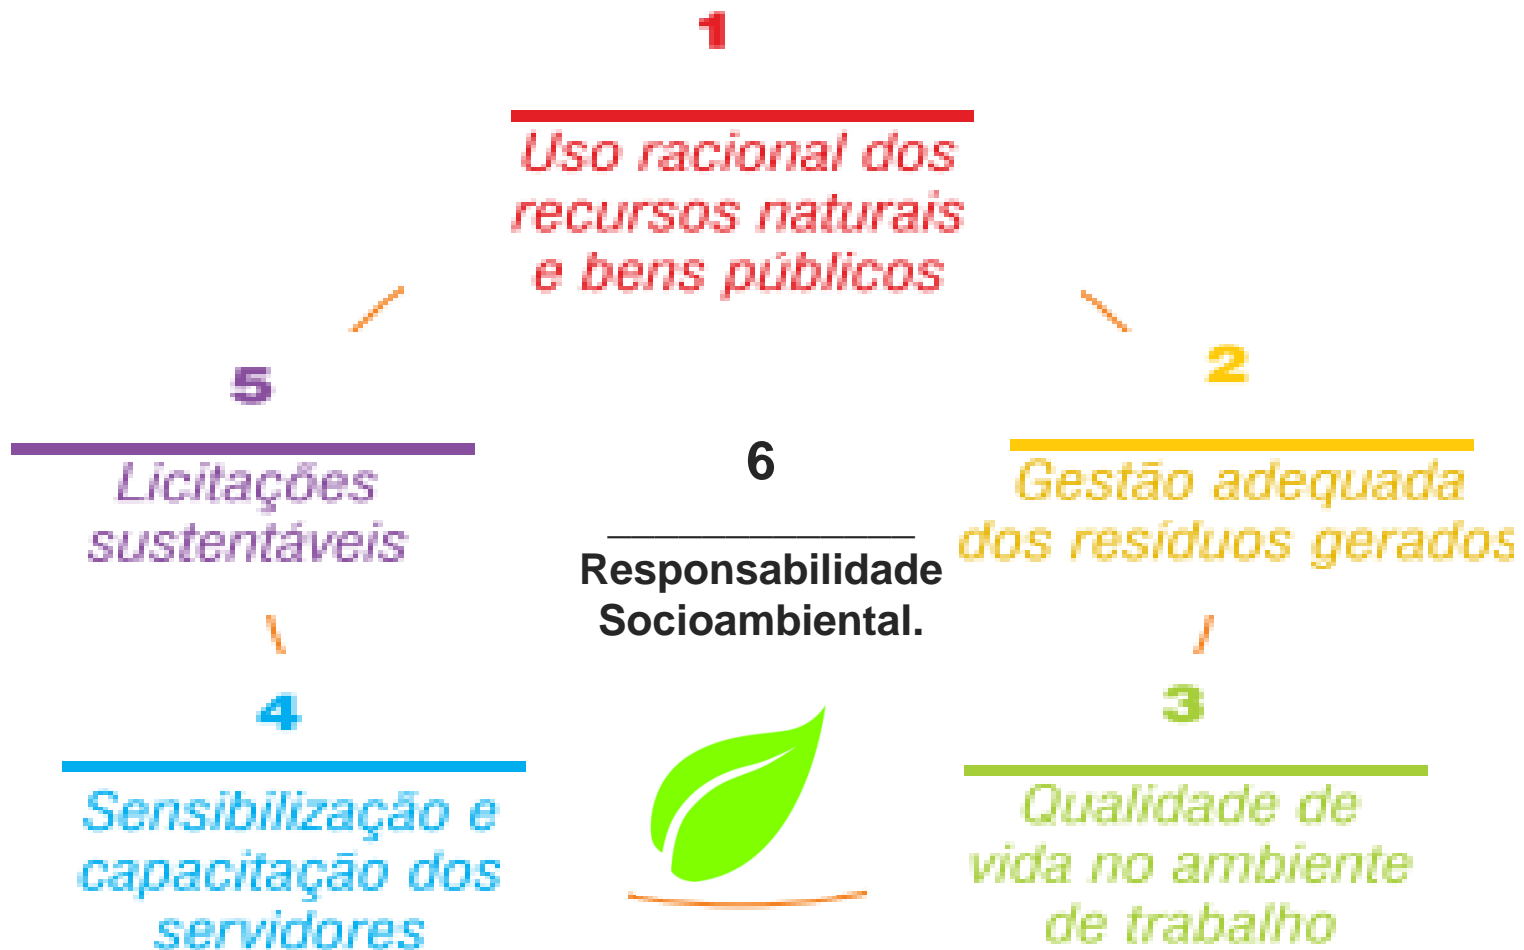 1
Uso racional dos
recursos naturais
e bens públicos
2
Gestão adequada
dos resíduos gerados
3
Qualidade de
vida no ambiente
de trabalho
4
Sensibilização e
capacitação dos
servidores
5
Licitações
sustentáveis
6
Responsabilidade
Socioambiental.